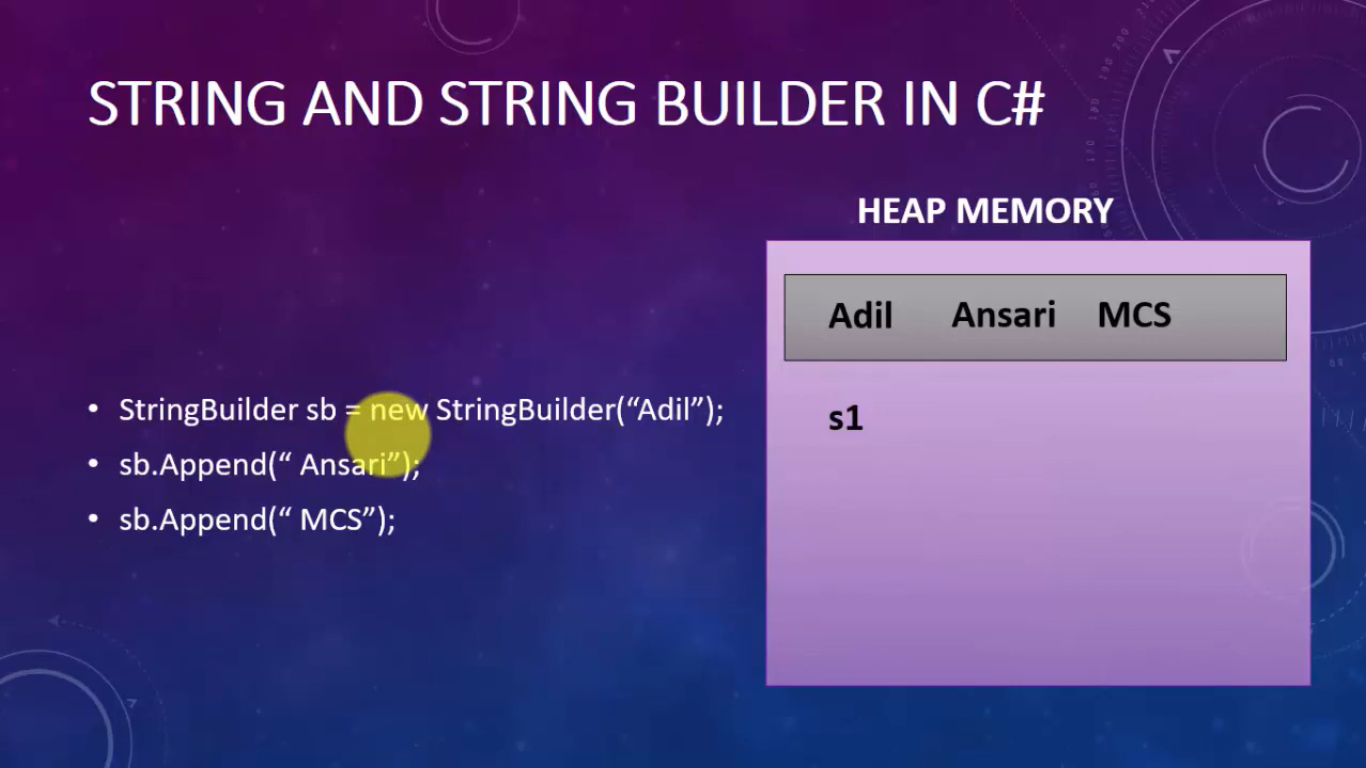 STRING AND STRING BUILDER IN C#
HEAP MEMORY
Adil Ansari MCS
s1
• StringBuilder sb = new StringBuilder(“Adil”);
• sb.Append(“ Ansari”);
• sb.Append(“ MCS”);